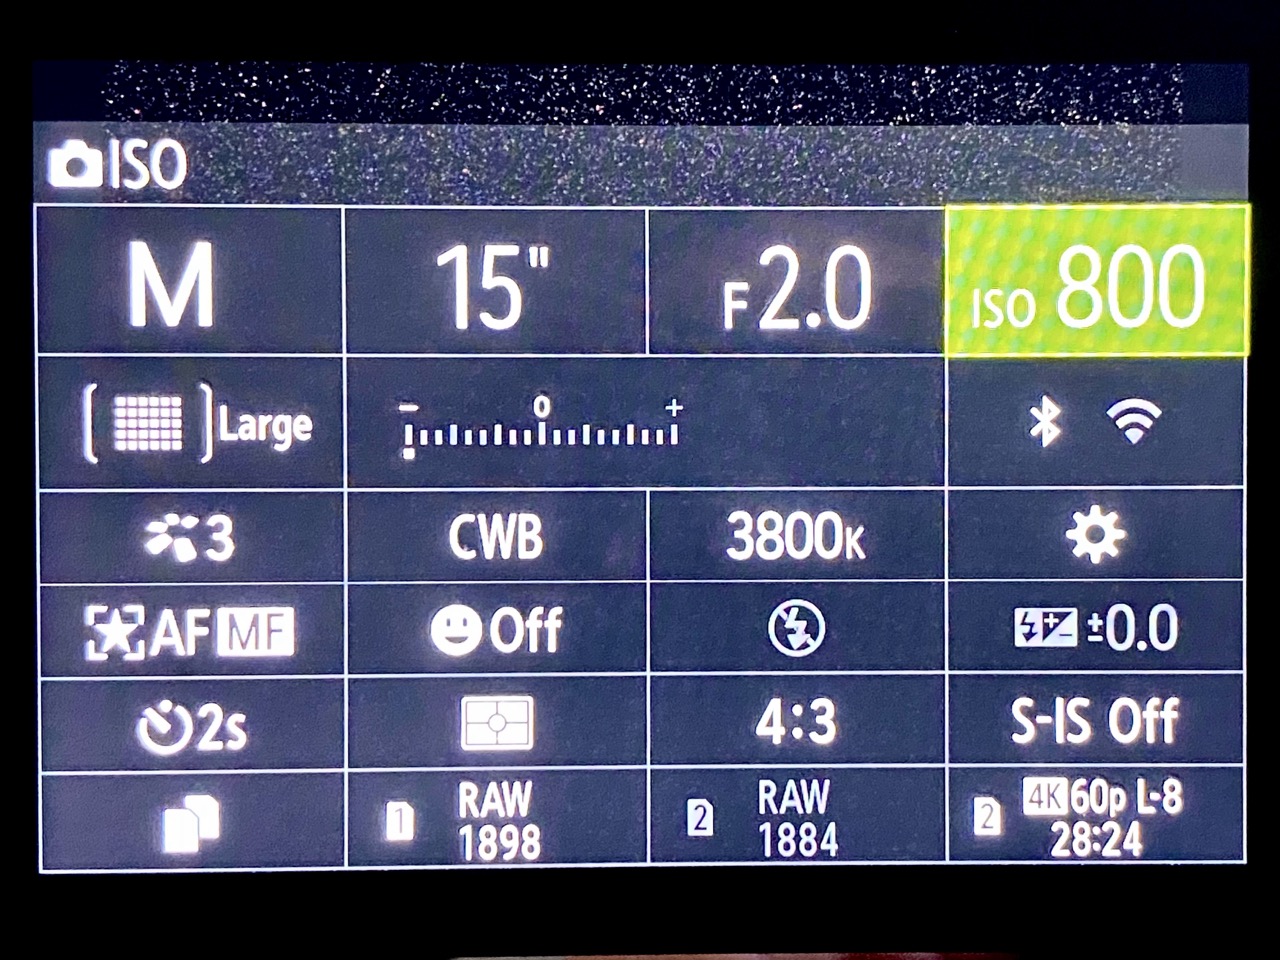 ISO
M 15" F2.0 ISO 800
Large - 0 +
3 CWB 3800K
AF MF Off ±0.0
2s 4:3 S-IS Off
1 RAW 1898 2 RAW 1884 2 4K 60p L-8 28:24